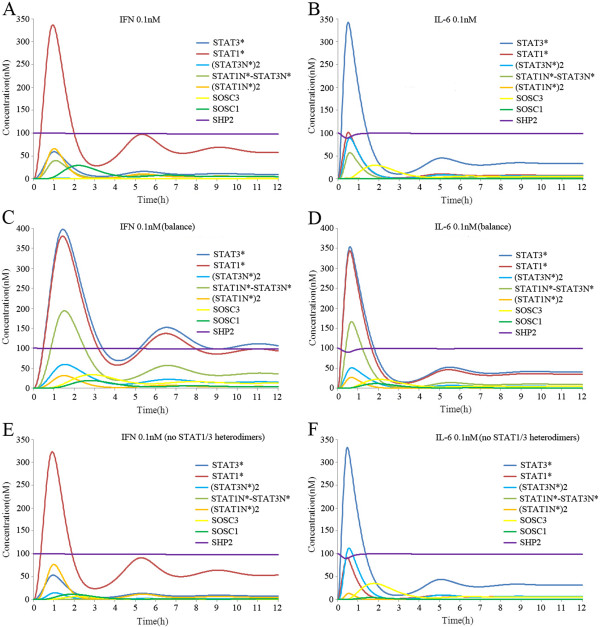 A
IFN 0.1nM
Concentration(nM)
350
300
250
200
150
100
50
0
0 1 2 3 4 5 6 7 8 9 10 11 12
Time(h)
STAT3*
STAT1*
(STAT3N*)2
STAT1N*-STAT3N*
(STAT1N*)2
SOSC3
SOSC1
SHP2
B
IL-6 0.1nM
Concentration(nM)
350
300
250
200
150
100
50
0
0 1 2 3 4 5 6 7 8 9 10 11 12
Time(h)
STAT3*
STAT1*
(STAT3N*)2
STAT1N*-STAT3N*
(STAT1N*)2
SOSC3
SOSC1
SHP2
C
IFN 0.1nM(balance)
Concentration(nM)
400
350
300
250
200
150
100
50
0
0 1 2 3 4 5 6 7 8 9 10 11 12
Time(h)
STAT3*
STAT1*
(STAT3N*)2
STAT1N*-STAT3N*
(STAT1N*)2
SOSC3
SOSC1
SHP2
D
IL-6 0.1nM(balance)
Concentration(nM)
400
350
300
250
200
150
100
50
0
0 1 2 3 4 5 6 7 8 9 10 11 12
Time(h)
STAT3*
STAT1*
(STAT3N*)2
STAT1N*-STAT3N*
(STAT1N*)2
SOSC3
SOSC1
SHP2
E
IFN 0.1nM (no STAT1/3 heterodimers)
Concentration(nM)
350
300
250
200
150
100
50
0
0 1 2 3 4 5 6 7 8 9 10 11 12
Time(h)
STAT3*
STAT1*
(STAT3N*)2
STAT1N*-STAT3N*
(STAT1N*)2
SOSC3
SOSC1
SHP2
F
IL-6 0.1nM(no STAT1/3 heterodimers)
Concentration(nM)
350
300
250
200
150
100
50
0
0 1 2 3 4 5 6 7 8 9 10 11 12
Time(h)
STAT3*
STAT1*
(STAT3N*)2
STAT1N*-STAT3N*
(STAT1N*)2
SOSC3
SOSC1
SHP2